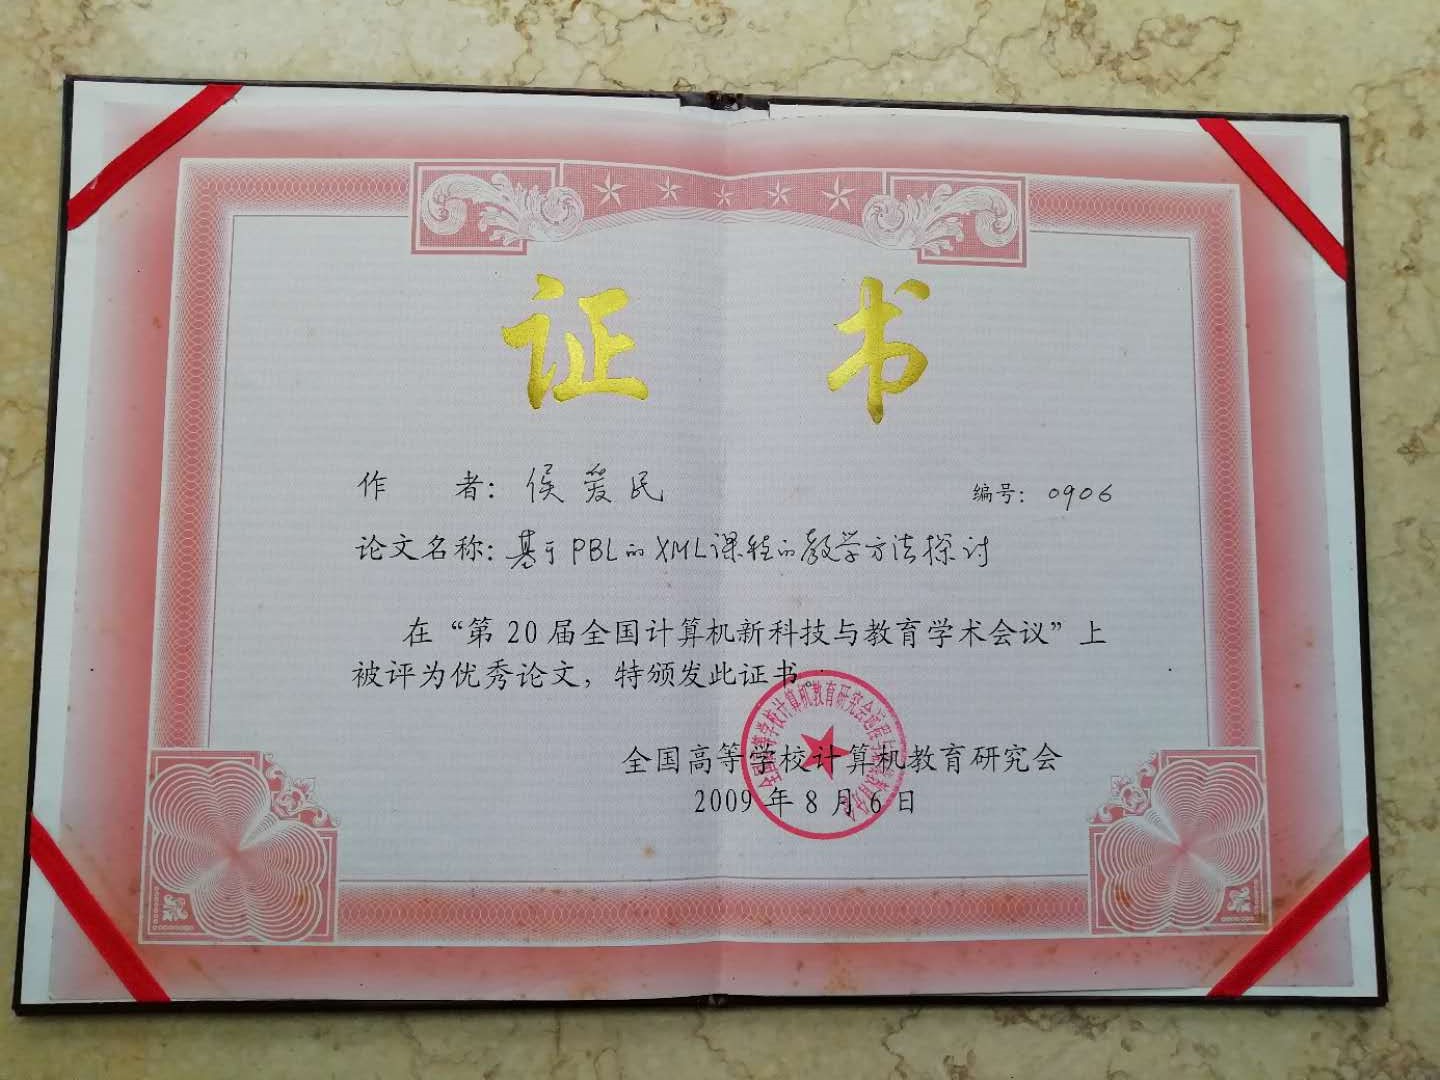 证 书
作 者：侯爱民 编号：0906
论文名称：基于PBL的XML课程的教学方法探讨
在“第20届全国计算机新科技与教育学术会议”上
被评为优秀论文，特颁发此证书。
全国高等学校计算机教育研究会
2009 年 8 月 6 日